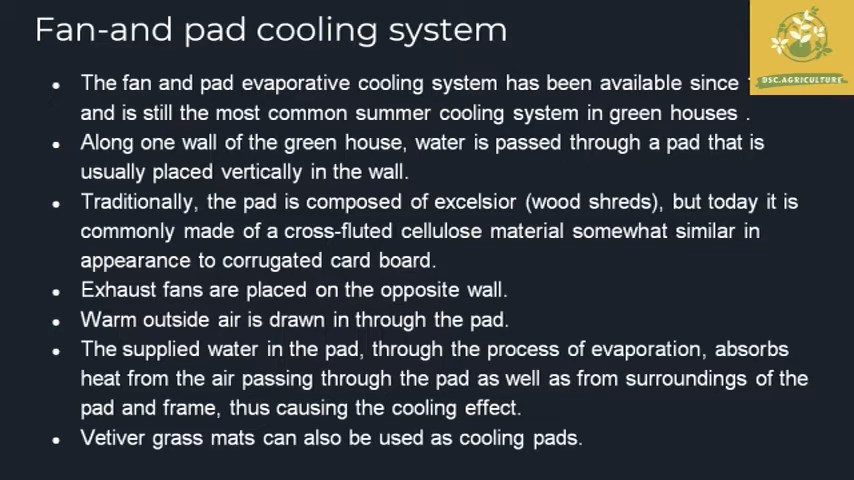 Fan-and pad cooling system
DSC.AGRICULTURE
• The fan and pad evaporative cooling system has been available since
and is still the most common summer cooling system in green houses .
• Along one wall of the green house, water is passed through a pad that is
usually placed vertically in the wall.
• Traditionally, the pad is composed of excelsior (wood shreds), but today it is
commonly made of a cross-fluted cellulose material somewhat similar in
appearance to corrugated card board.
• Exhaust fans are placed on the opposite wall.
• Warm outside air is drawn in through the pad.
• The supplied water in the pad, through the process of evaporation, absorbs
heat from the air passing through the pad as well as from surroundings of the
pad and frame, thus causing the cooling effect.
• Vetiver grass mats can also be used as cooling pads.